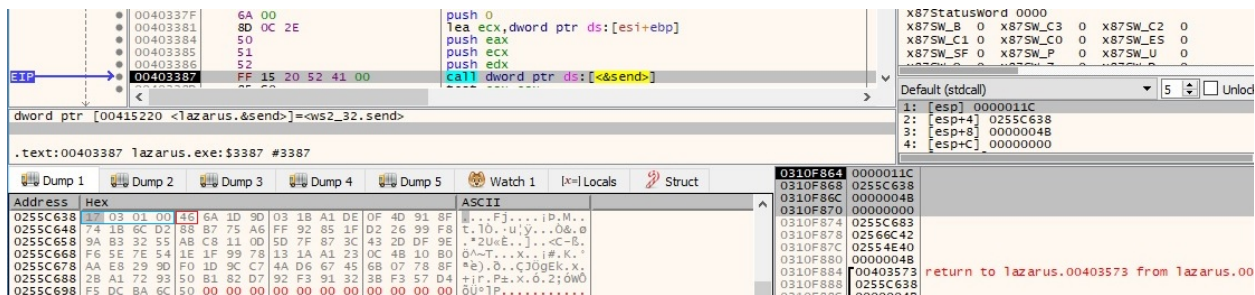 0040337F 6A 00 push 0
00403381 8D 0C 2E lea ecx,dword ptr ds:[esi+ebp]
00403384 50 push eax
00403385 51 push ecx
00403386 52 push edx
EIP 00403387 FF 15 20 52 41 00 call dword ptr ds:[<&send>]
dword ptr [00415220 <lazarus.&send>]=<ws2_32.send>
.text:00403387 lazarus.exe:$3387 #3387
x87StatusWord 0000
x87SW_B 0 x87SW_C3 0 x87SW_C2 0
x87SW_C1 0 x87SW_C0 0 x87SW_ES 0
x87SW_SF 0 x87SW_P 0 x87SW_U 0
Default (stdcall) 5 Unlock
1: [esp] 0000011C
2: [esp+4] 0255C638
3: [esp+8] 0000004B
4: [esp+C] 00000000
Dump 1 Dump 2 Dump 3 Dump 4 Dump 5 Watch 1 [x=] Locals Struct
Address Hex ASCII
0255C638 17 03 01 00 46 6A 1D 9D 03 1B A1 DE 0F 4D 91 8F ....Fj....¡Þ.M..
0255C648 74 1B 6C D2 88 B7 75 A6 FF 92 85 1F D2 26 99 F8 t.lÒ.·u¦ÿ...Ò&.ø
0255C658 9A B3 32 55 AB C8 11 0D 5D 7F 87 3C 43 2D DF 9E .³2U«È..]..<C-ß.
0255C668 F6 5E 7E 54 1E 1F 99 78 13 1A A1 23 0C 4B 10 B0 ö^~T...x..¡#.K.°
0255C678 AA E8 29 9D F0 1D 9C C7 4A D6 67 45 6B 07 78 8F ªè).ð..ÇJÖgEk.x.
0255C688 2B A1 72 93 50 B1 82 D7 92 F3 91 32 3B F3 57 D4 +¡r.P±.×.ó.2;óWÔ
0255C698 F5 DC BA 6C 50 00 00 00 00 00 00 00 00 00 00 00 õÜºlP...........
0310F864 0000011C
0310F868 0255C638
0310F86C 0000004B
0310F870 00000000
0310F874 0255C683
0310F878 02566C42
0310F87C 02554E40
0310F880 0000004B
0310F884 00403573 return to lazarus.00403573 from lazarus.00
0310F888 0255C638